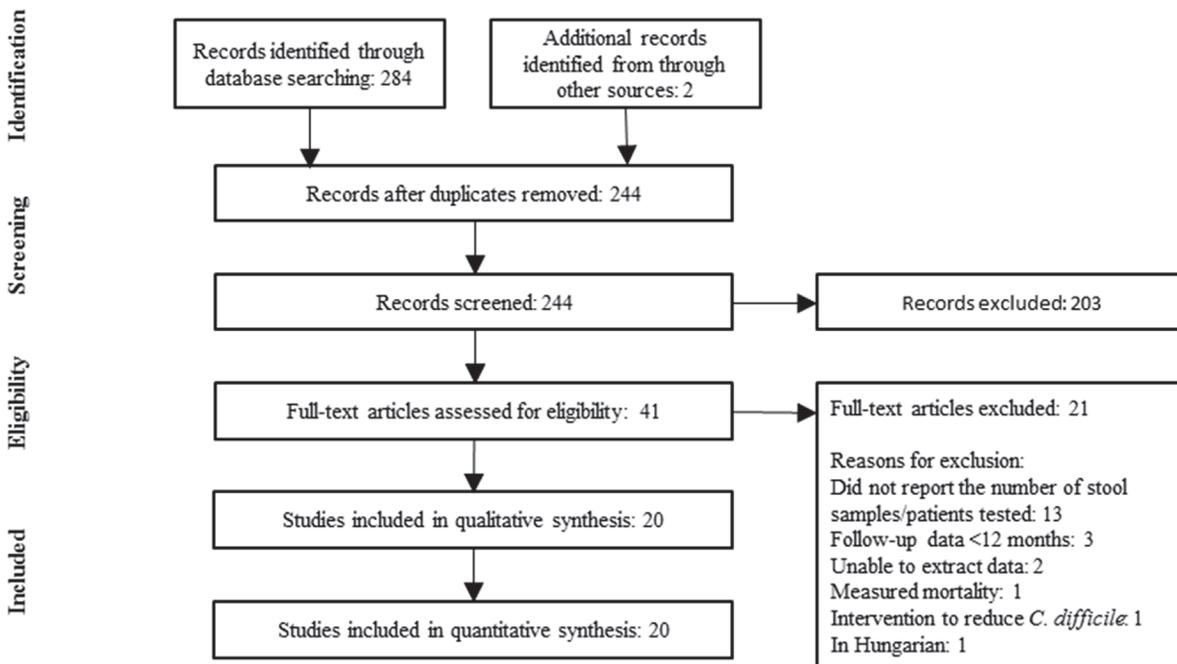 Identification
Records identified through
database searching: 284
Additional records
identified from through
other sources: 2
Records after duplicates removed: 244
Screening
Records screened: 244
Records excluded: 203
Eligibility
Full-text articles assessed for eligibility: 41
Full-text articles excluded: 21
Reasons for exclusion:
Did not report the number of stool
samples/patients tested: 13
Follow-up data <12 months: 3
Unable to extract data: 2
Measured mortality: 1
Intervention to reduce C. difficile: 1
In Hungarian: 1
Included
Studies included in qualitative synthesis: 20
Studies included in quantitative synthesis: 20